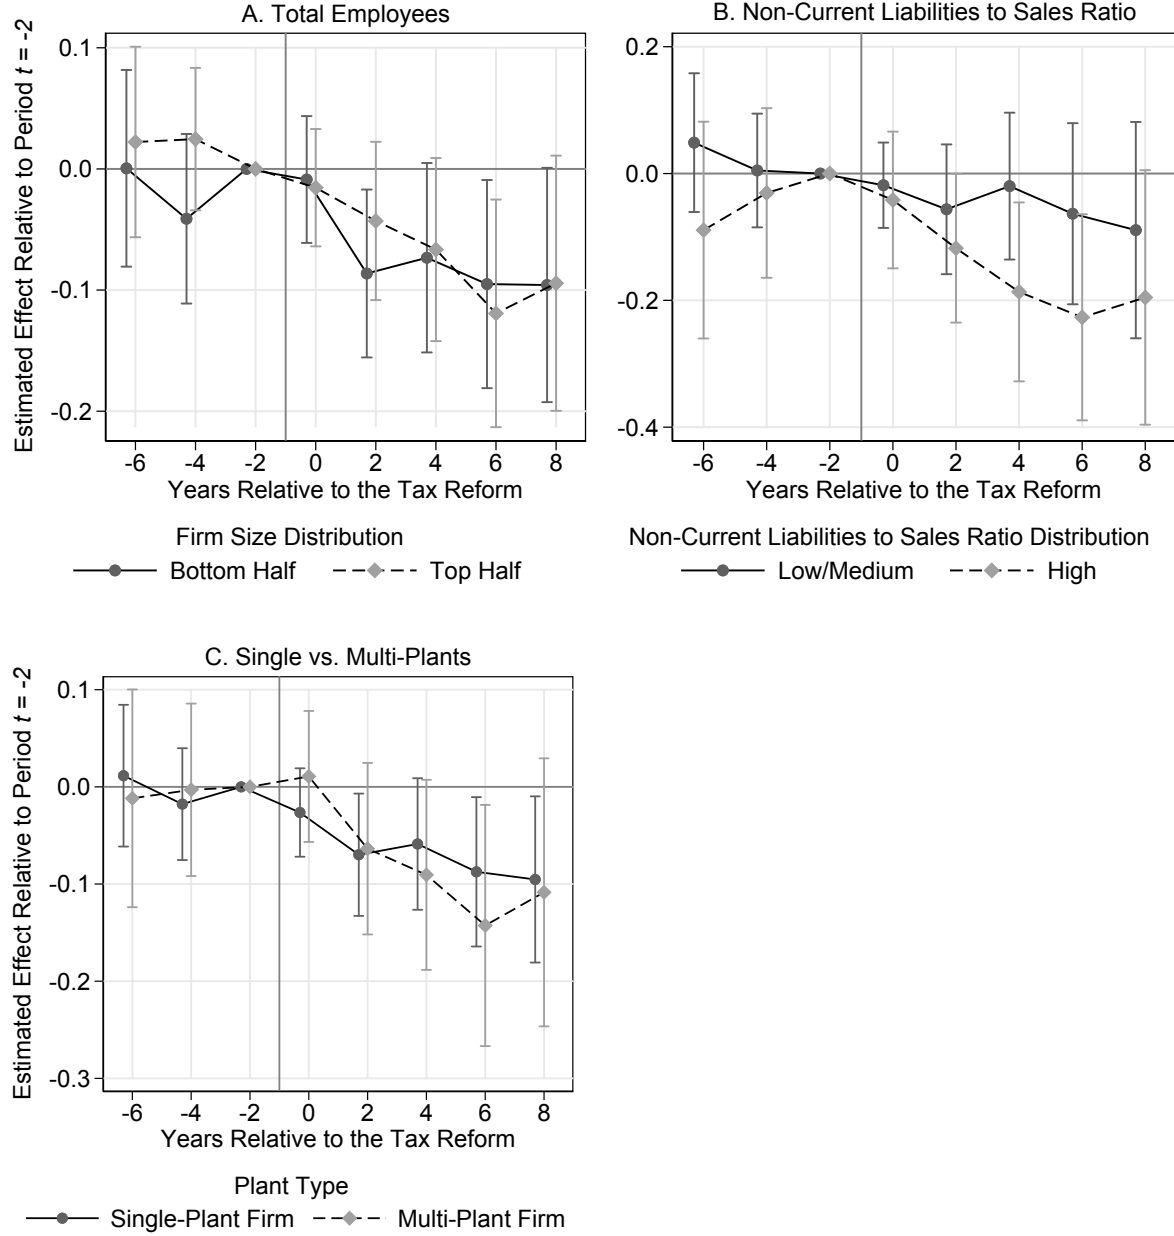 A. Total Employees
Estimated Effect Relative to Period t = -2
0.1
0.0
-0.1
-0.2
-6 -4 -2 0 2 4 6 8
Years Relative to the Tax Reform
Firm Size Distribution
Bottom Half Top Half
B. Non-Current Liabilities to Sales Ratio
0.2
0.0
-0.2
-0.4
-6 -4 -2 0 2 4 6 8
Years Relative to the Tax Reform
Non-Current Liabilities to Sales Ratio Distribution
Low/Medium High
C. Single vs. Multi-Plants
Estimated Effect Relative to Period t = -2
0.1
0.0
-0.1
-0.2
-0.3
-6 -4 -2 0 2 4 6 8
Years Relative to the Tax Reform
Plant Type
Single-Plant Firm Multi-Plant Firm